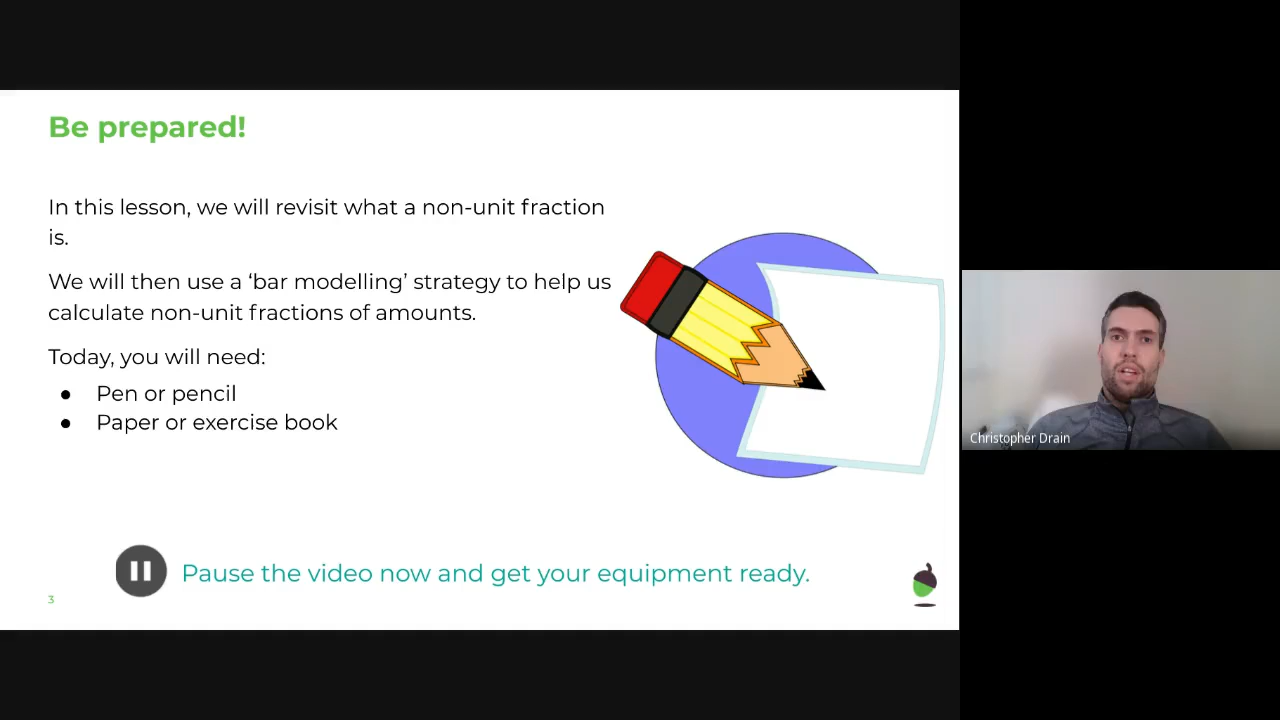 Be prepared!
In this lesson, we will revisit what a non-unit fraction
is.
We will then use a ‘bar modelling’ strategy to help us
calculate non-unit fractions of amounts.
Today, you will need:
● Pen or pencil
● Paper or exercise book
Pause the video now and get your equipment ready.
3
Christopher Drain